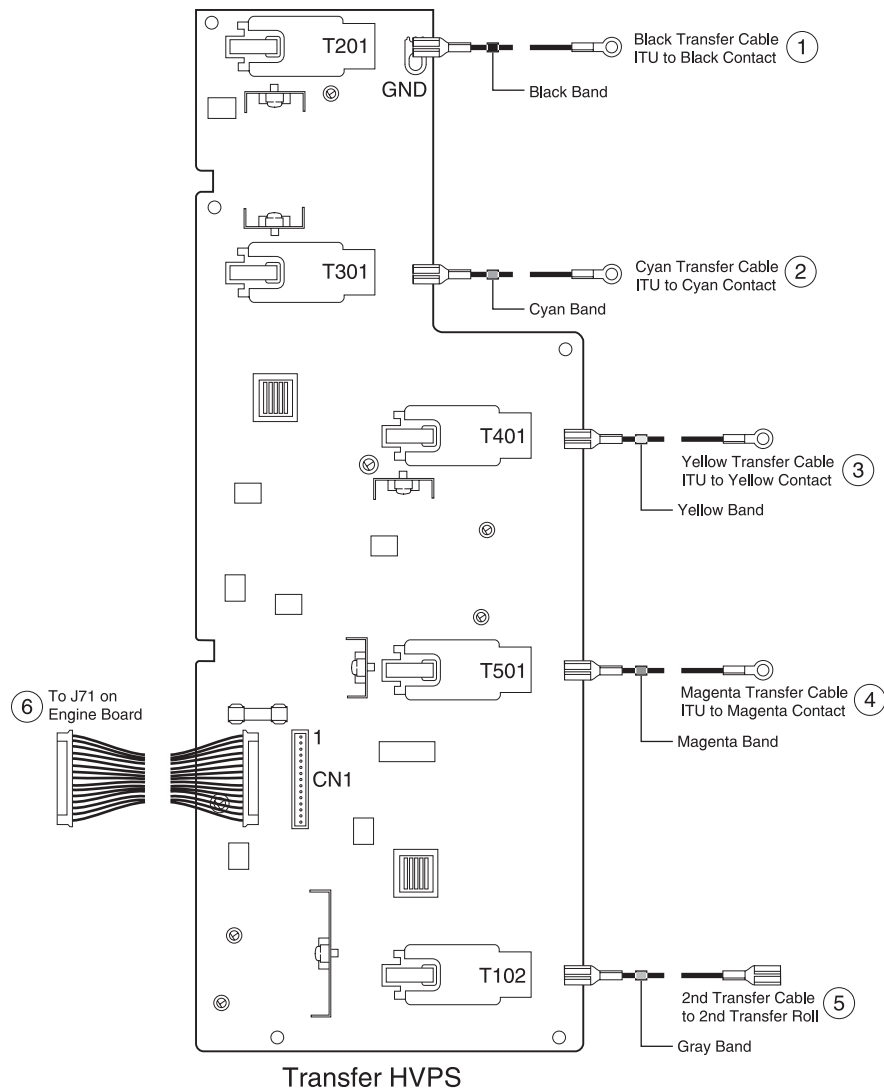 T201
GND
Black Transfer Cable
ITU to Black Contact
1
Black Band
T301
Cyan Transfer Cable
ITU to Cyan Contact
2
Cyan Band
T401
Yellow Transfer Cable
ITU to Yellow Contact
3
Yellow Band
T501
Magenta Transfer Cable
ITU to Magenta Contact
4
Magenta Band
6
To J71 on
Engine Board
1
CN1
T102
2nd Transfer Cable
to 2nd Transfer Roll
5
Gray Band
Transfer HVPS